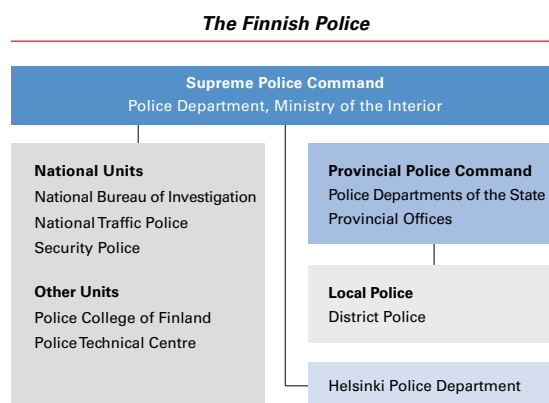 The Finnish Police
Supreme Police Command
Police Department, Ministry of the Interior
National Units
National Bureau of Investigation
National Traffic Police
Security Police
Other Units
Police College of Finland
Police Technical Centre
Provincial Police Command
Police Departments of the State
Provincial Offices
Local Police
District Police
Helsinki Police Department